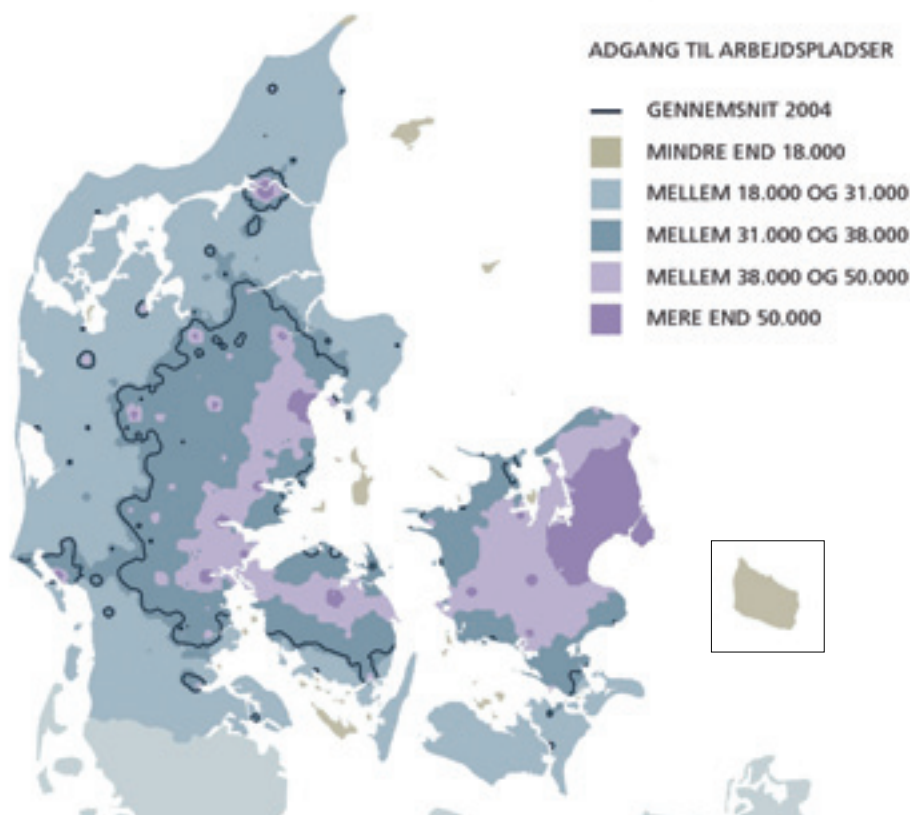 ADGANG TIL ARBEJDSPLADSER
GENNEMSNIT 2004
MINDRE END 18.000
MELLEM 18.000 OG 31.000
MELLEM 31.000 OG 38.000
MELLEM 38.000 OG 50.000
MERE END 50.000